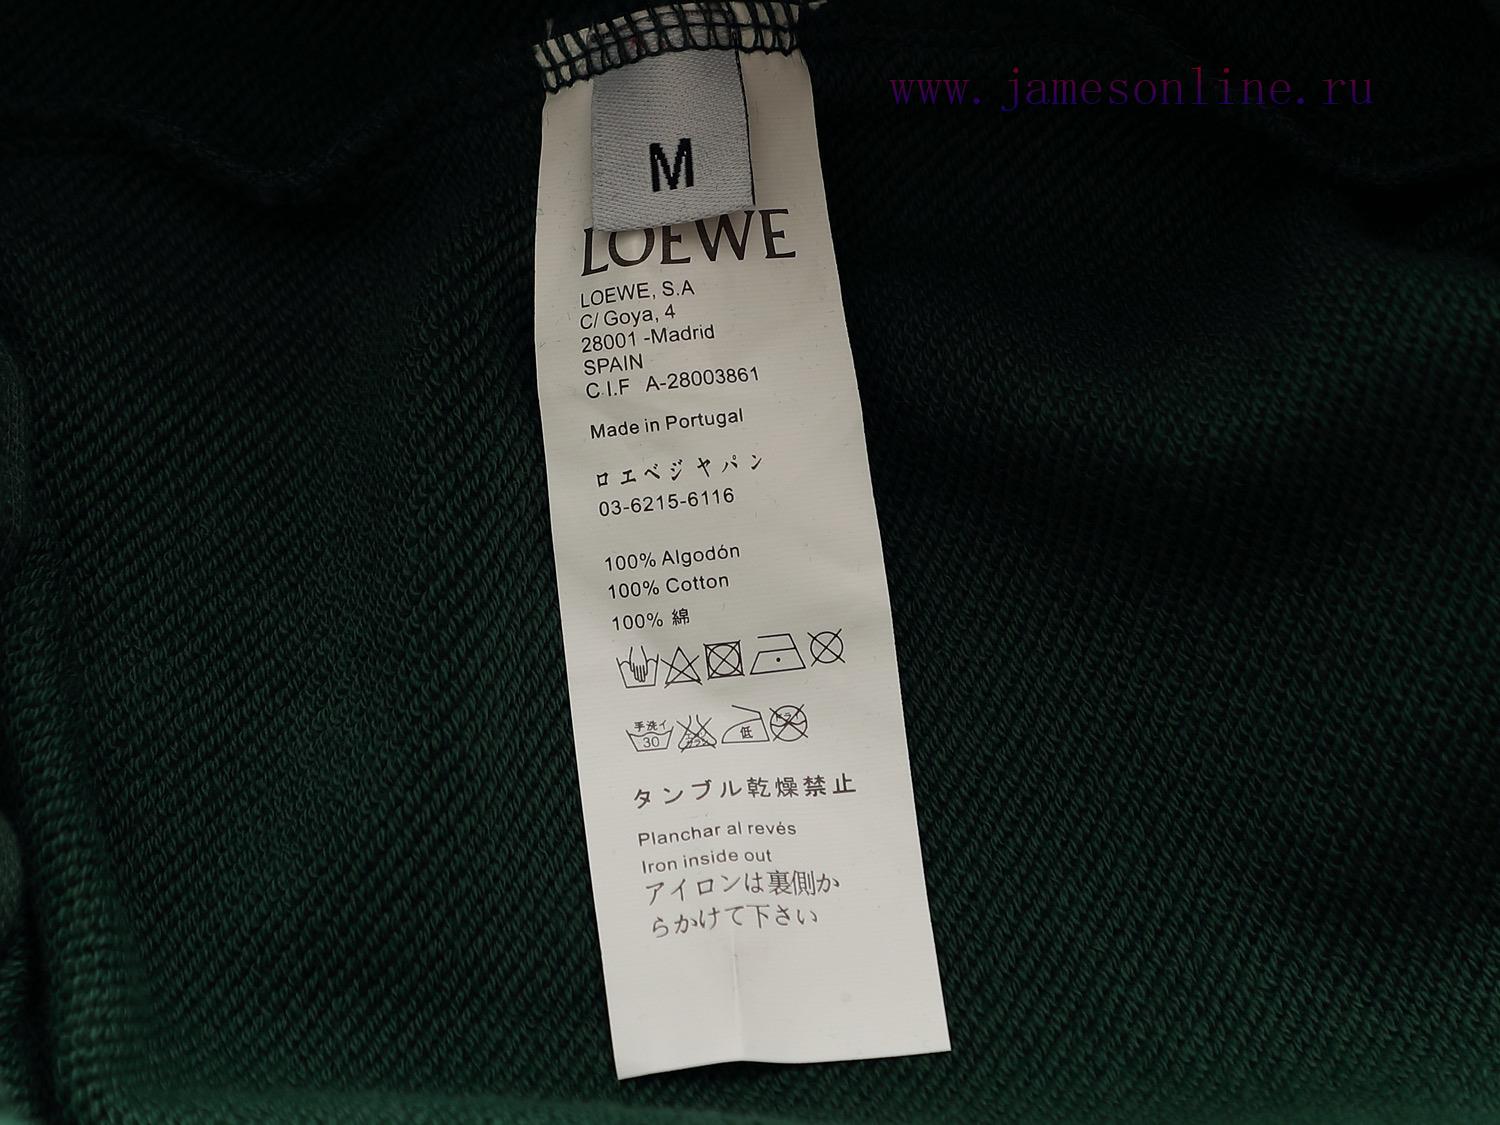 www.jamesonline.ru
M
LOEWE
LOEWE, S.A
C/ Goya, 4
28001 -Madrid
SPAIN
C.I.F A-28003861
Made in Portugal
ロエベジャパン
03-6215-6116
100% Algodón
100% Cotton
100% 綿
手洗イ
30
低
タンブル乾燥禁止
Planchar al revés
Iron inside out
アイロンは裏側か
らかけて下さい